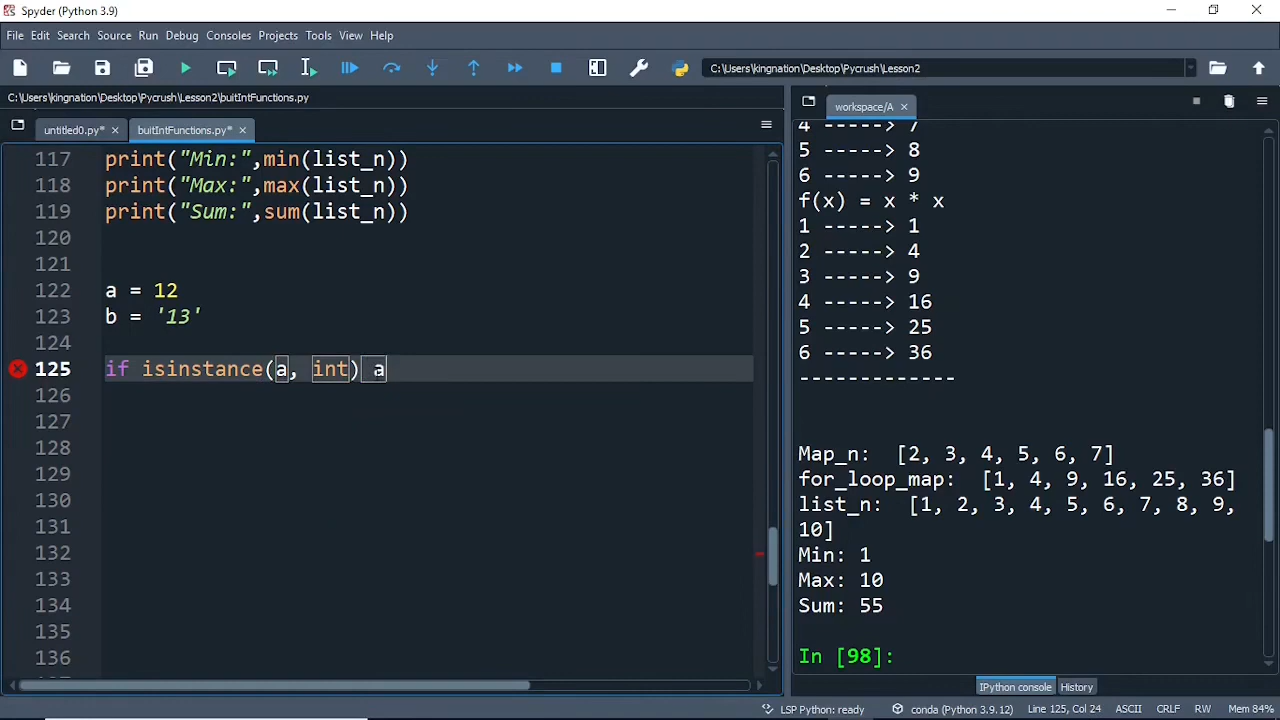 Spyder (Python 3.9)
File Edit Search Source Run Debug Consoles Projects Tools View Help
C:\Users\kingnation\Desktop\Pycrush\Lesson2
C:\Users\kingnation\Desktop\Pycrush\Lesson2\buitIntFunctions.py
untitled0.py* buitIntFunctions.py*
117 print("Min:",min(list_n))
118 print("Max:",max(list_n))
119 print("Sum:",sum(list_n))
120
121
122 a = 12
123 b = '13'
124
125 if isinstance(a, int) a
126
127
128
129
130
131
132
133
134
135
136
workspace/A
4 -----> 7
5 -----> 8
6 -----> 9
f(x) = x * x
1 -----> 1
2 -----> 4
3 -----> 9
4 -----> 16
5 -----> 25
6 -----> 36
-------------
Map_n:  [2, 3, 4, 5, 6, 7]
for_loop_map:  [1, 4, 9, 16, 25, 36]
list_n:  [1, 2, 3, 4, 5, 6, 7, 8, 9,
10]
Min: 1
Max: 10
Sum: 55
In [98]:
IPython console History
LSP Python: ready conda (Python 3.9.12) Line 125, Col 24 ASCII CRLF RW Mem 84%